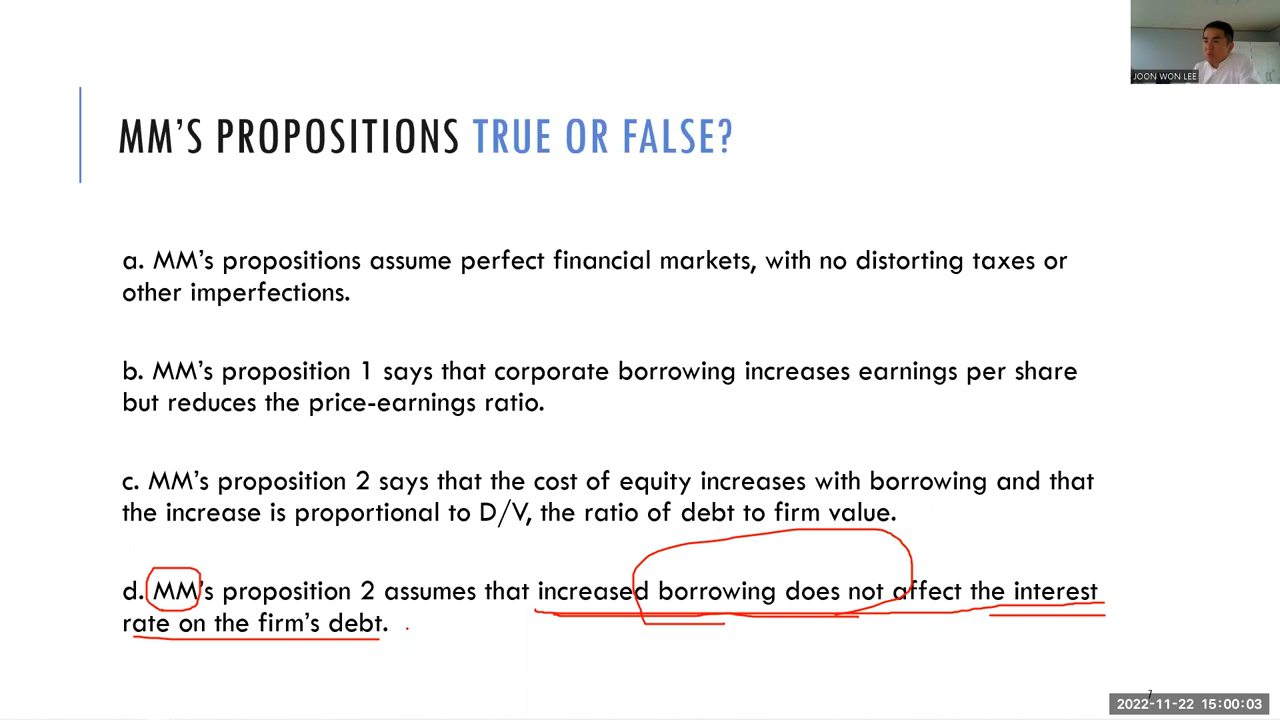 JOON WON LEE
MM'S PROPOSITIONS TRUE OR FALSE?
a. MM's propositions assume perfect financial markets, with no distorting taxes or
other imperfections.
b. MM's proposition 1 says that corporate borrowing increases earnings per share
but reduces the price-earnings ratio.
c. MM's proposition 2 says that the cost of equity increases with borrowing and that
the increase is proportional to D/V, the ratio of debt to firm value.
d. MM's proposition 2 assumes that increased borrowing does not affect the interest
rate on the firm's debt.
7
2022-11-22 15:00:03